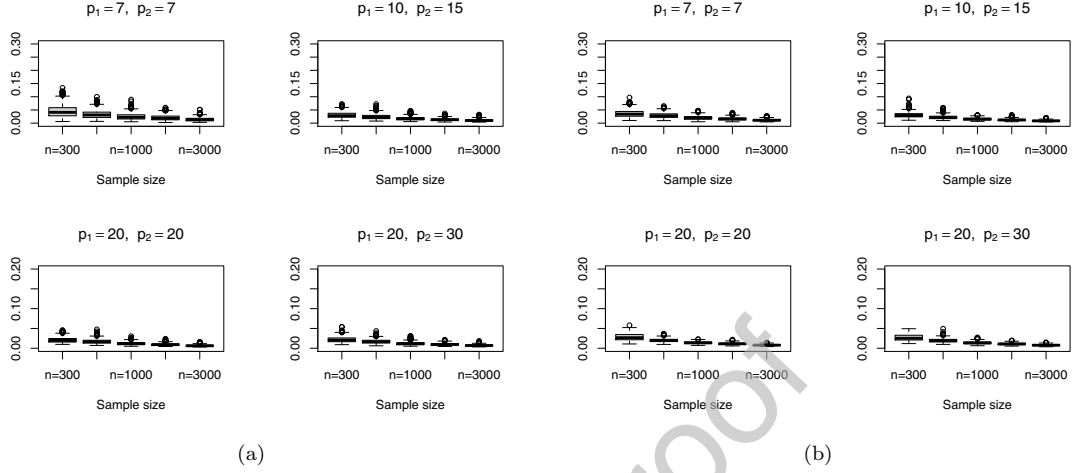 p1 = 7, p2 = 7
0.00 0.15 0.30
n=300 n=1000 n=3000
Sample size
p1 = 10, p2 = 15
0.00 0.15 0.30
n=300 n=1000 n=3000
Sample size
p1 = 20, p2 = 20
0.00 0.10 0.20
n=300 n=1000 n=3000
Sample size
p1 = 20, p2 = 30
0.00 0.10 0.20
n=300 n=1000 n=3000
Sample size
(a)
p1 = 7, p2 = 7
0.00 0.15 0.30
n=300 n=1000 n=3000
Sample size
p1 = 10, p2 = 15
0.00 0.15 0.30
n=300 n=1000 n=3000
Sample size
p1 = 20, p2 = 20
0.00 0.10 0.20
n=300 n=1000 n=3000
Sample size
p1 = 20, p2 = 30
0.00 0.10 0.20
n=300 n=1000 n=3000
Sample size
(b)
roof